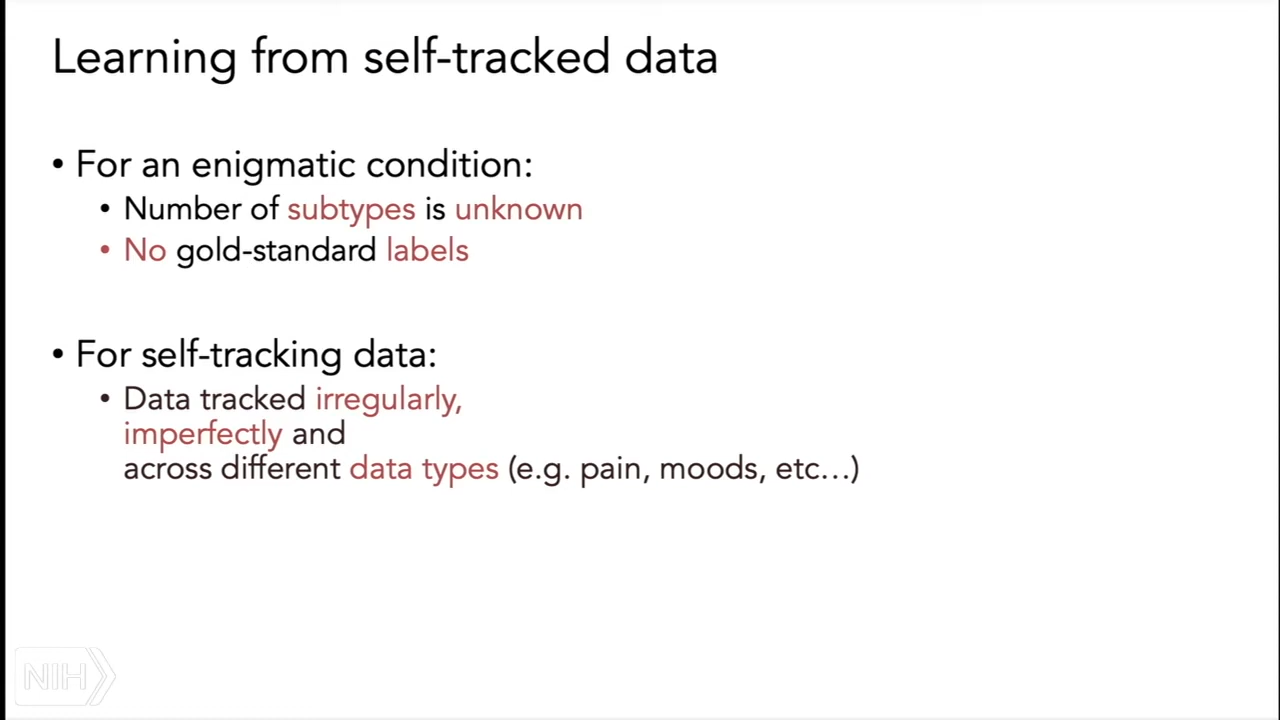 Learning from self-tracked data
• For an enigmatic condition:
• Number of subtypes is unknown
• No gold-standard labels
• For self-tracking data:
• Data tracked irregularly,
imperfectly and
across different data types (e.g. pain, moods, etc…)
NIH